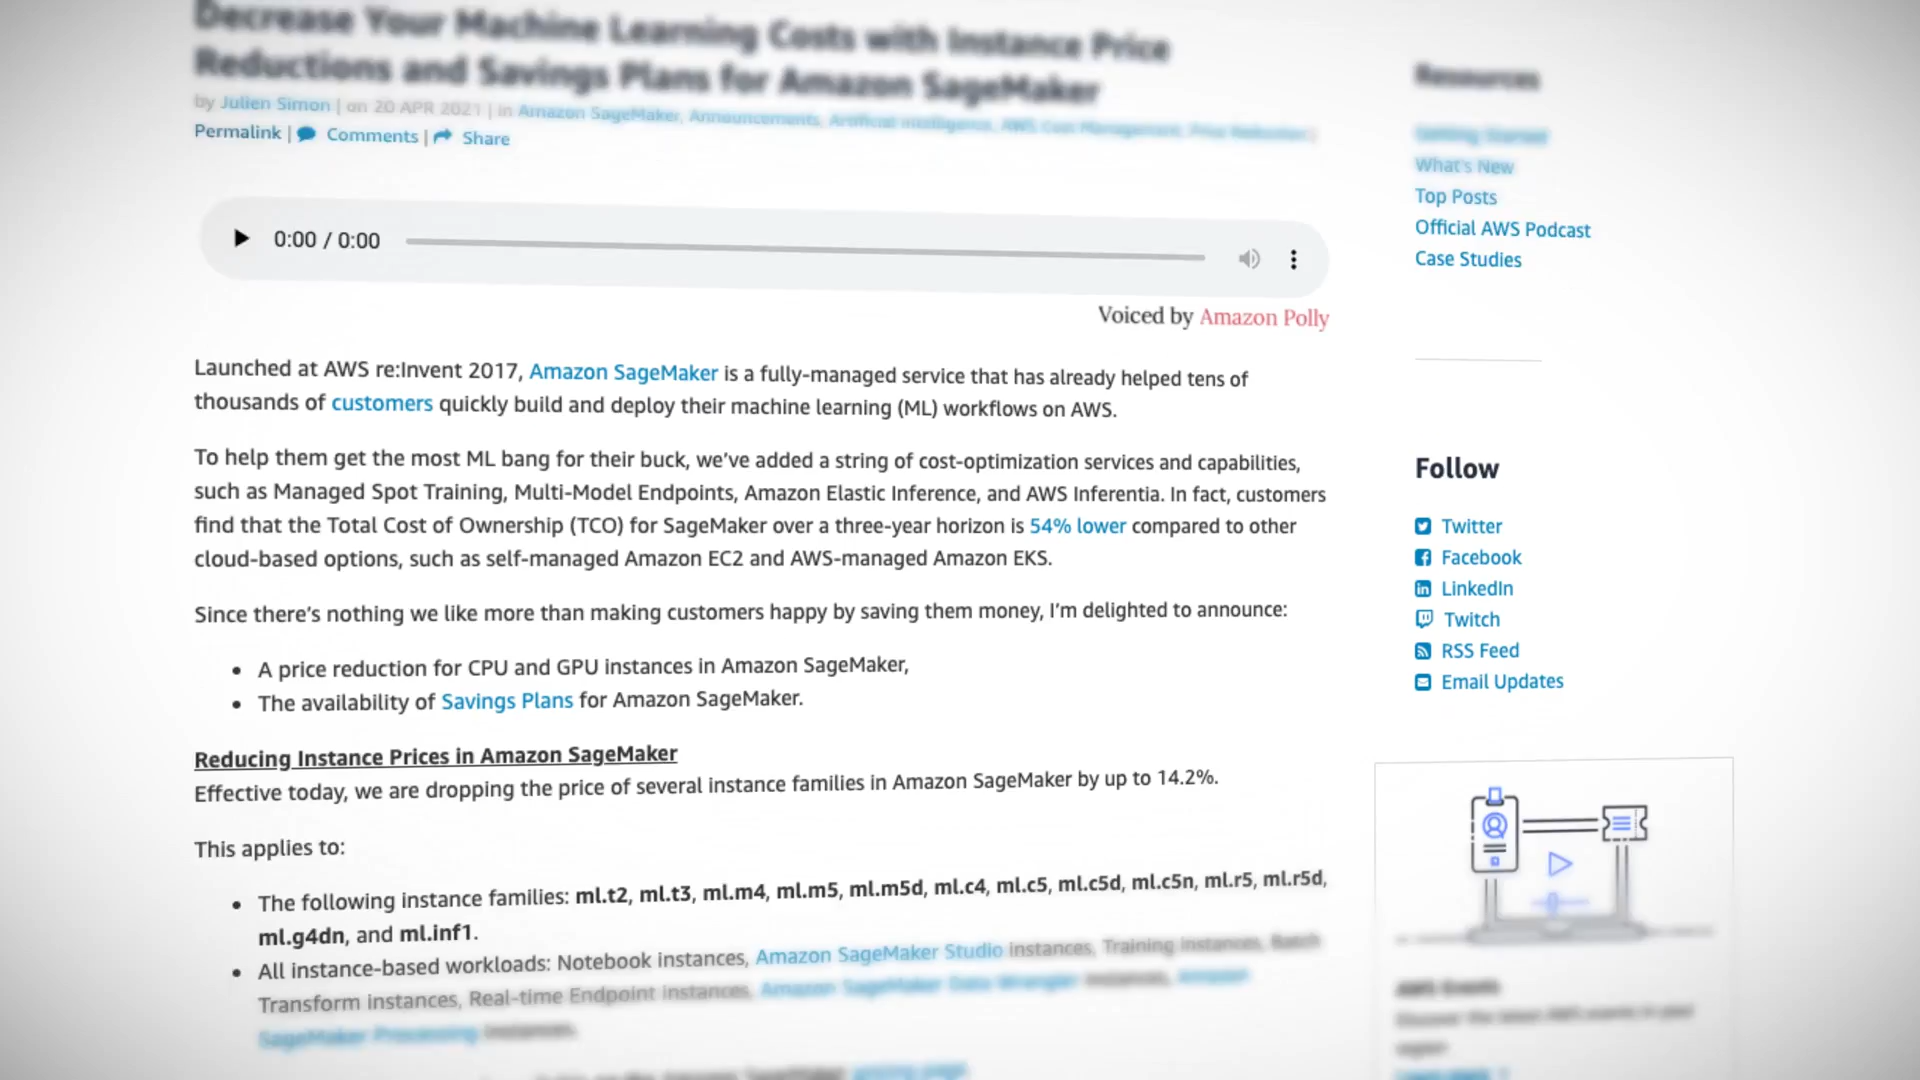 Decrease Your Machine Learning Costs with Instance Price
Reductions and Savings Plans for Amazon SageMaker
by Julien Simon | on 20 APR 2021 | in Amazon SageMaker, Announcements, Artificial Intelligence, AWS Cost Management, Price Reduction |
Permalink | Comments | Share
0:00 / 0:00
Voiced by Amazon Polly
Launched at AWS re:Invent 2017, Amazon SageMaker is a fully-managed service that has already helped tens of
thousands of customers quickly build and deploy their machine learning (ML) workflows on AWS.
To help them get the most ML bang for their buck, we’ve added a string of cost-optimization services and capabilities,
such as Managed Spot Training, Multi-Model Endpoints, Amazon Elastic Inference, and AWS Inferentia. In fact, customers
find that the Total Cost of Ownership (TCO) for SageMaker over a three-year horizon is 54% lower compared to other
cloud-based options, such as self-managed Amazon EC2 and AWS-managed Amazon EKS.
Since there’s nothing we like more than making customers happy by saving them money, I’m delighted to announce:
• A price reduction for CPU and GPU instances in Amazon SageMaker,
• The availability of Savings Plans for Amazon SageMaker.
Reducing Instance Prices in Amazon SageMaker
Effective today, we are dropping the price of several instance families in Amazon SageMaker by up to 14.2%.
This applies to:
• The following instance families: ml.t2, ml.t3, ml.m4, ml.m5, ml.m5d, ml.c4, ml.c5, ml.c5d, ml.c5n, ml.r5, ml.r5d,
ml.g4dn, and ml.inf1.
• All instance-based workloads: Notebook instances, Amazon SageMaker Studio instances, Training instances, Batch
Transform instances, Real-time Endpoint instances, Amazon SageMaker Data Wrangler instances, Amazon
SageMaker Processing instances.
Resources
Getting Started
What's New
Top Posts
Official AWS Podcast
Case Studies
Follow
Twitter
Facebook
LinkedIn
Twitch
RSS Feed
Email Updates
AWS Events
Discover the latest AWS events in your
region